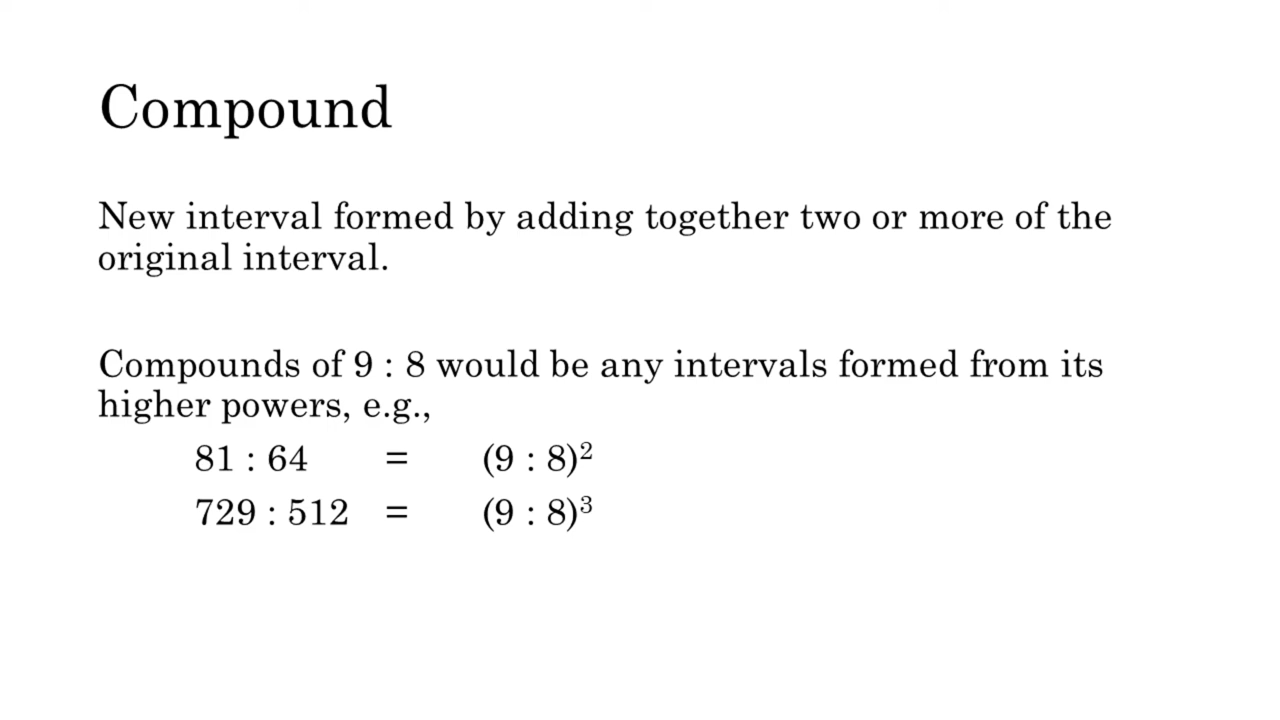 Compound
New interval formed by adding together two or more of the
original interval.
Compounds of 9 : 8 would be any intervals formed from its
higher powers, e.g.,
81 : 64 = (9 : 8)²
729 : 512 = (9 : 8)³